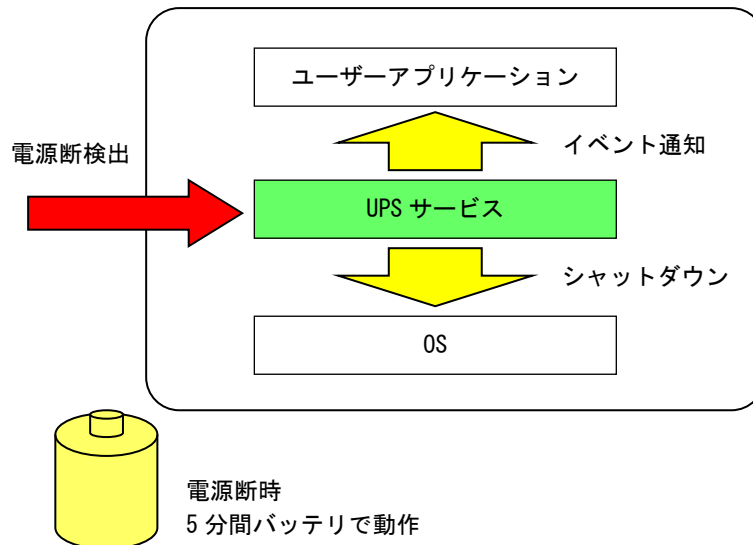 ユーザーアプリケーション
電源断検出
イベント通知
UPS サービス
シャットダウン
OS
電源断時
5 分間バッテリで動作